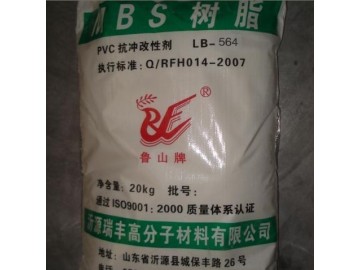 MBS树脂
PVC抗冲改性剂 LB-564
执行标准：Q/RFH014-2007
鲁山牌
净含量：20kg 批号：
通过ISO9001：2000质量体系认证
沂源瑞丰高分子材料有限公司
地址：山东省沂源县城保丰路26号